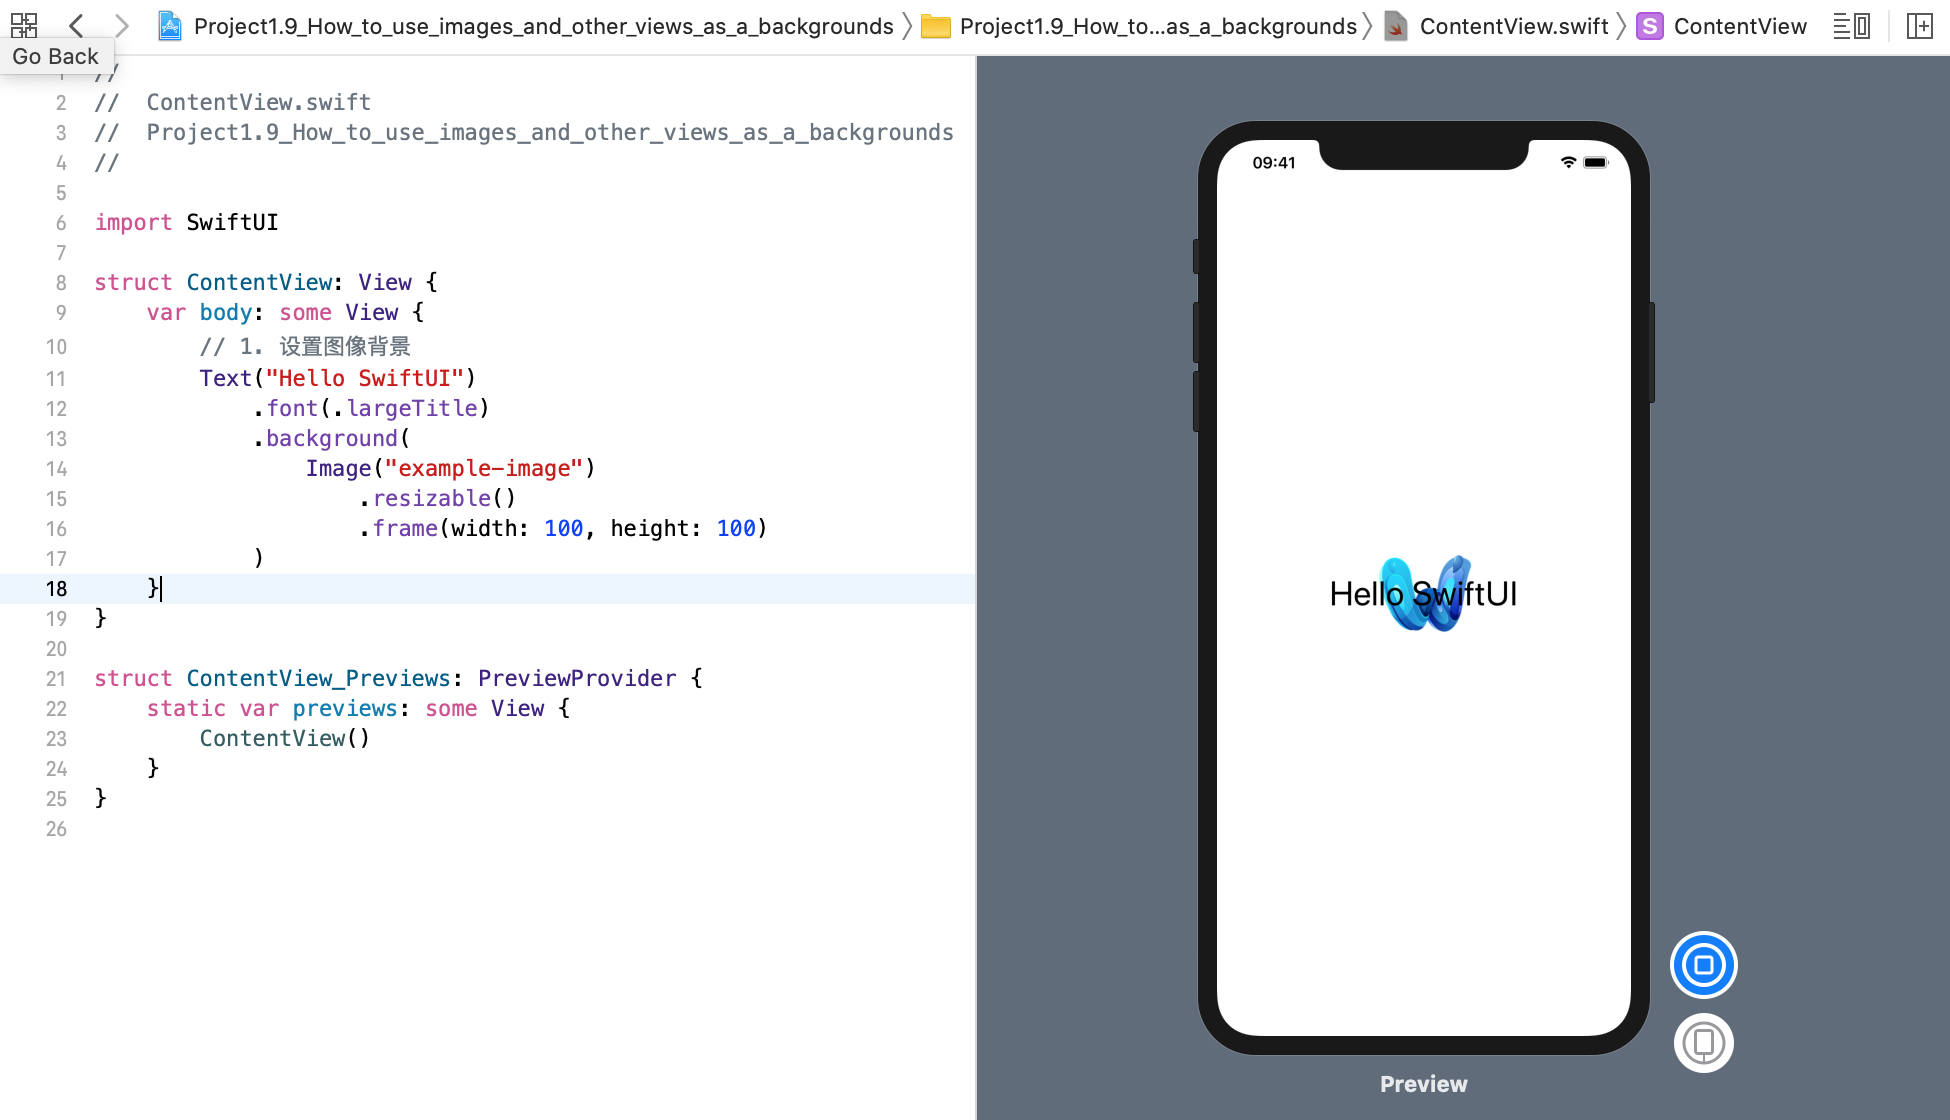 Project1.9_How_to_use_images_and_other_views_as_a_backgrounds Project1.9_How_to...as_a_backgrounds ContentView.swift S ContentView
Go Back
1 //
2 //  ContentView.swift
3 //  Project1.9_How_to_use_images_and_other_views_as_a_backgrounds
4 //
5
6 import SwiftUI
7
8 struct ContentView: View {
9     var body: some View {
10         // 1. 设置图像背景
11         Text("Hello SwiftUI")
12             .font(.largeTitle)
13             .background(
14                 Image("example-image")
15                     .resizable()
16                     .frame(width: 100, height: 100)
17             )
18     }
19 }
20
21 struct ContentView_Previews: PreviewProvider {
22     static var previews: some View {
23         ContentView()
24     }
25 }
26
09:41
Hello SwiftUI
Preview